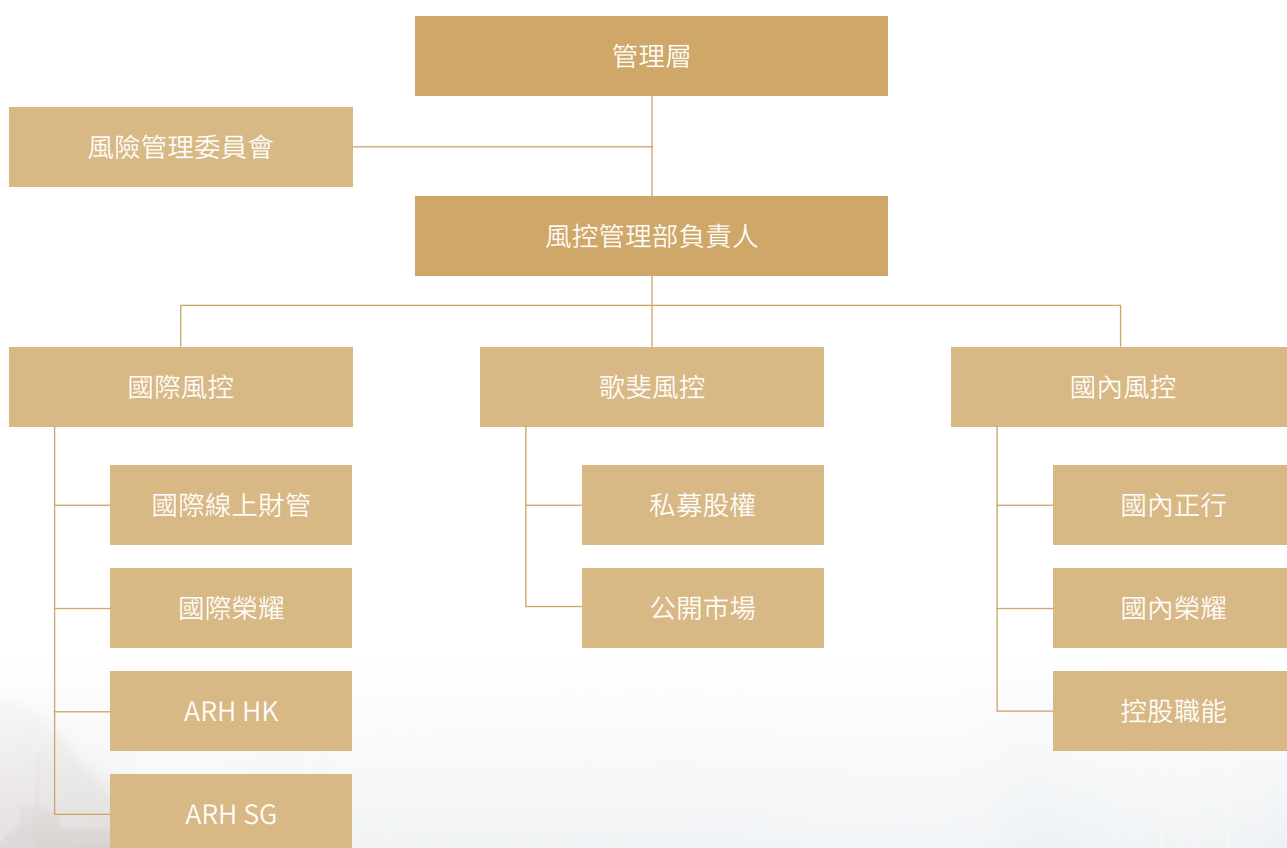 管理層
風險管理委員會
風控管理部負責人
國際風控
國際線上財管
國際榮耀
ARH HK
ARH SG
歌斐風控
私募股權
公開市場
國內風控
國內正行
國內榮耀
控股職能